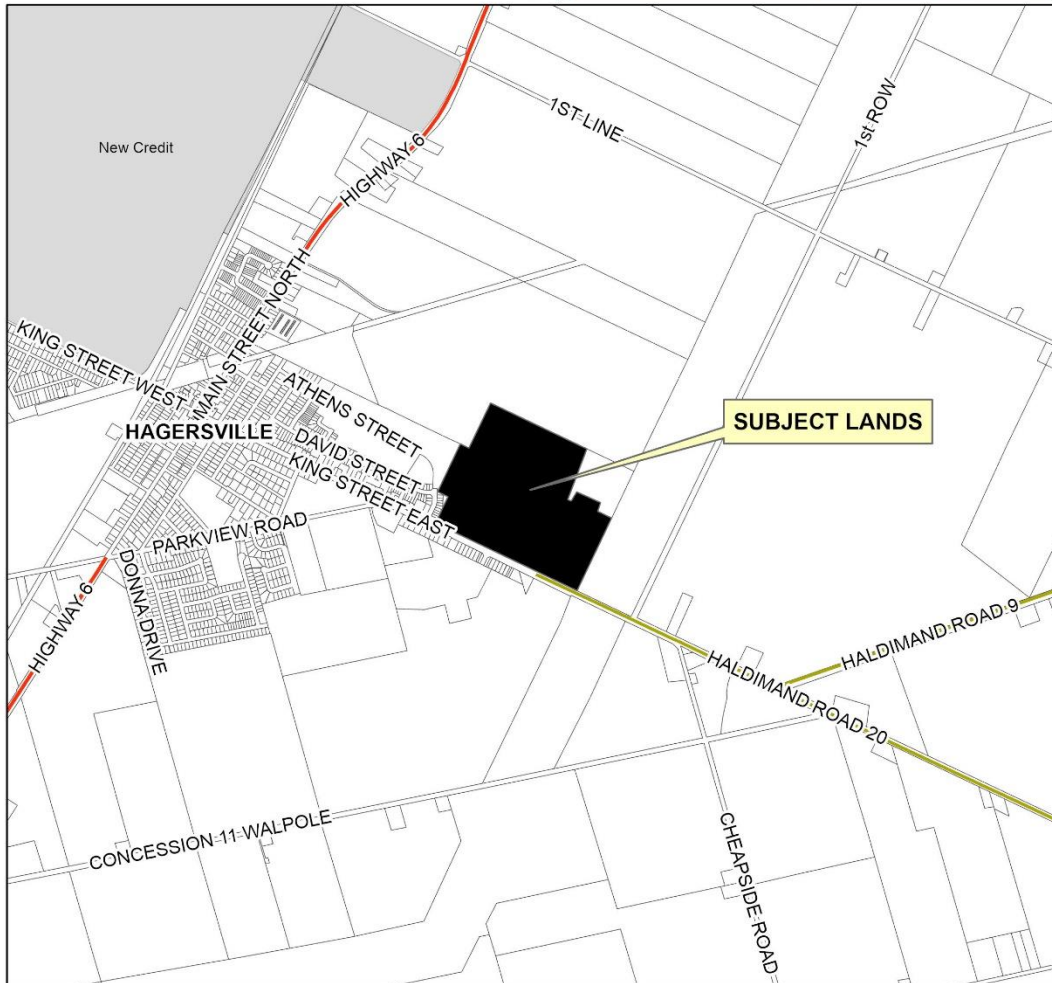 New Credit
HIGHWAY 6
1ST LINE
1st ROW
MAIN STREET NORTH
KING STREET WEST
HAGERSVILLE
ATHENS STREET
DAVID STREET
KING STREET EAST
SUBJECT LANDS
PARKVIEW ROAD
DONNA DRIVE
HIGHWAY 6
HALDIMAND ROAD 9
HALDIMAND ROAD 20
CONCESSION 11 WALPOLE
CHEAPSIDE ROAD